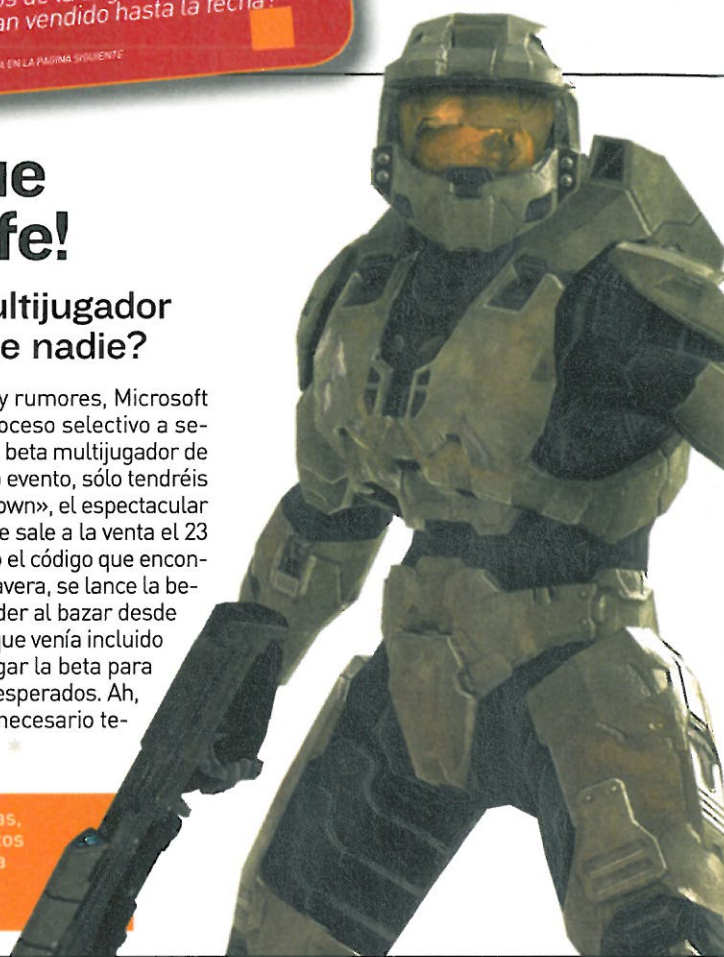 an vendido hasta la fecha?
A EN LA PÁGINA SIGUIENTE
ue
fe!
ultijugador
e nadie?
y rumores, Microsoft
oceso selectivo a se-
beta multijugador de
evento, sólo tendréis
own», el espectacular
e sale a la venta el 23
o el código que encon-
avera, se lance la be-
der al bazar desde
que venía incluido
gar la beta para
esperados. Ah,
necesario te-
as,
tos
a